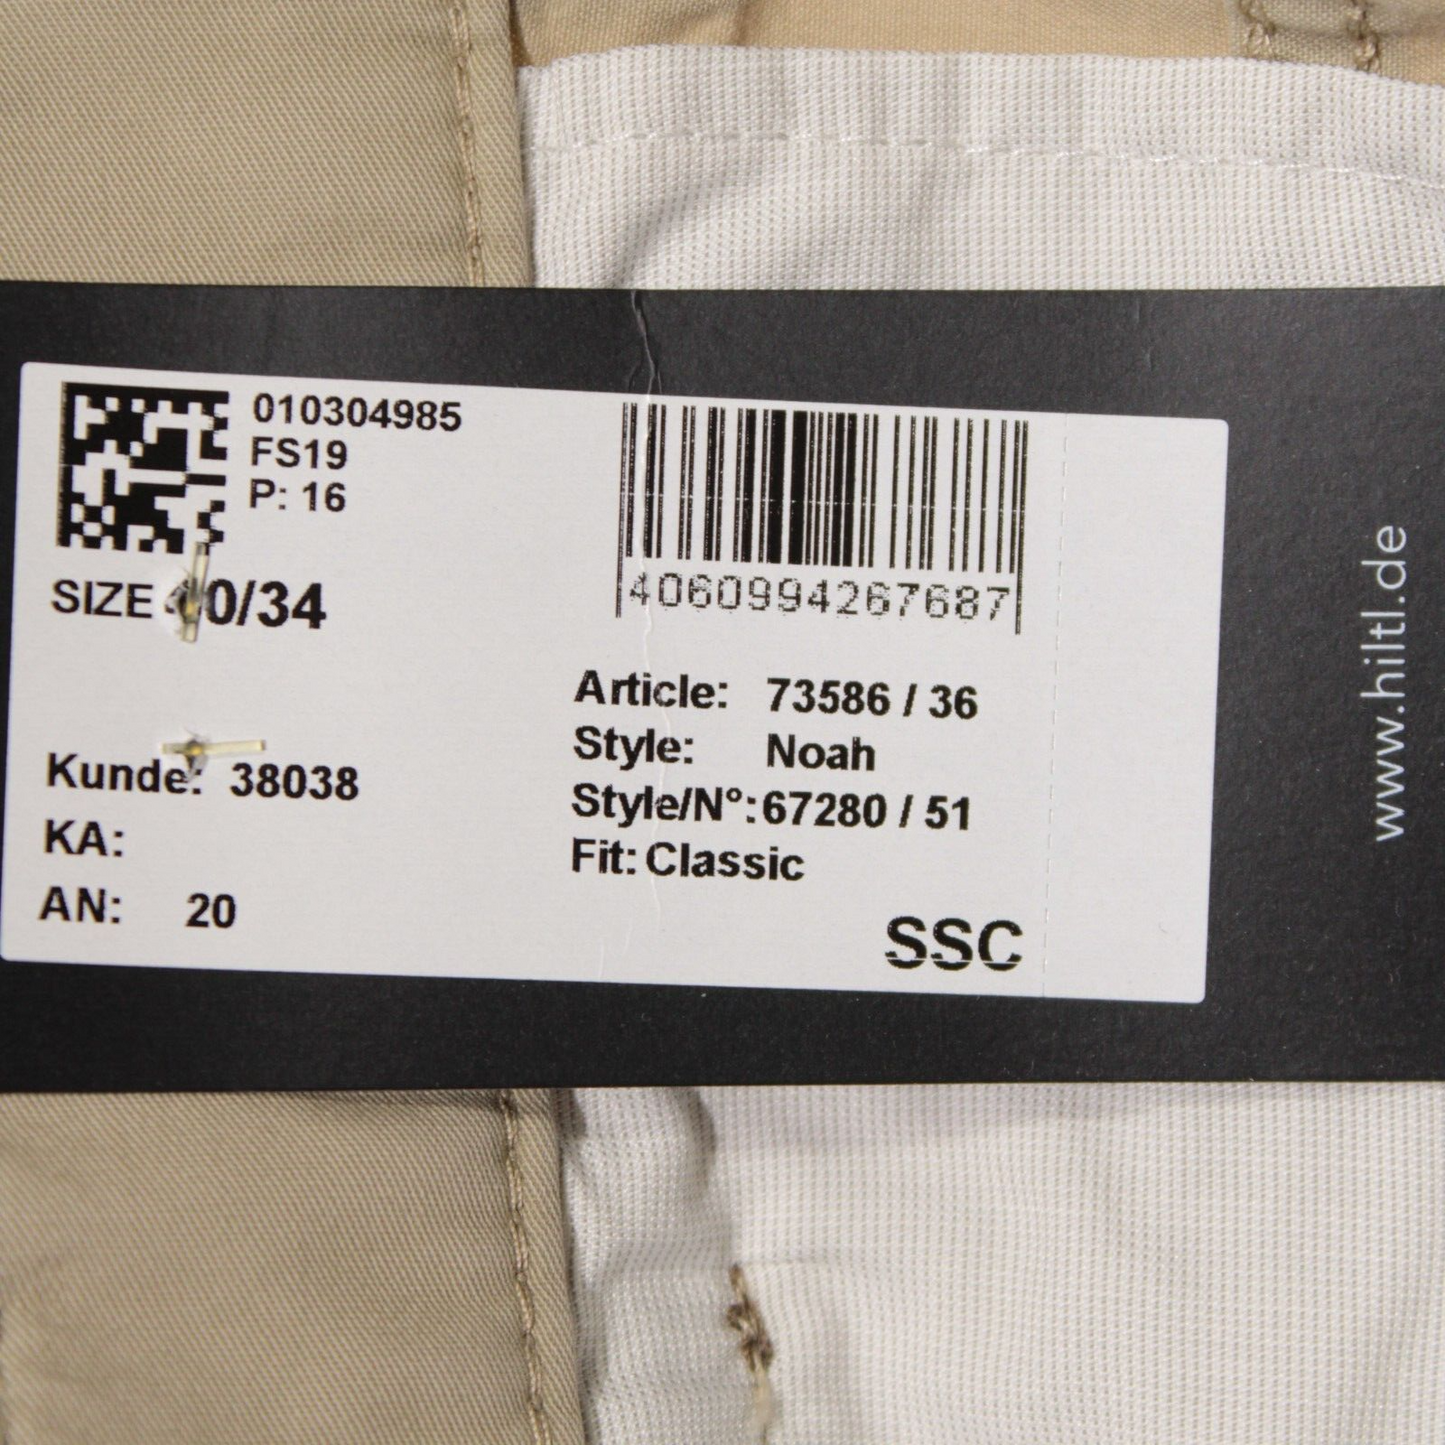 010304985
FS19
P: 16
SIZE 0/34
4060994267687
Article: 73586 / 36
Style: Noah
Style/N°: 67280 / 51
Fit: Classic
Kunde: 38038
KA:
AN: 20
SSC
www.hiltl.de